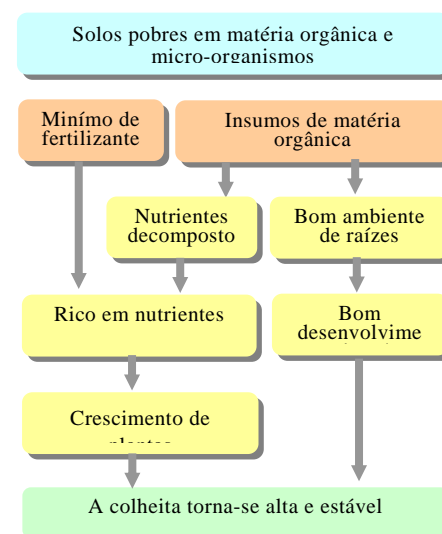 Solos pobres em matéria orgânica e
micro-organismos
Minímo de
fertilizante
Insumos de matéria
orgânica
Nutrientes
decomposto
Bom ambiente
de raízes
Rico em nutrientes
Bom
desenvolvime
Crescimento de
A colheita torna-se alta e estável